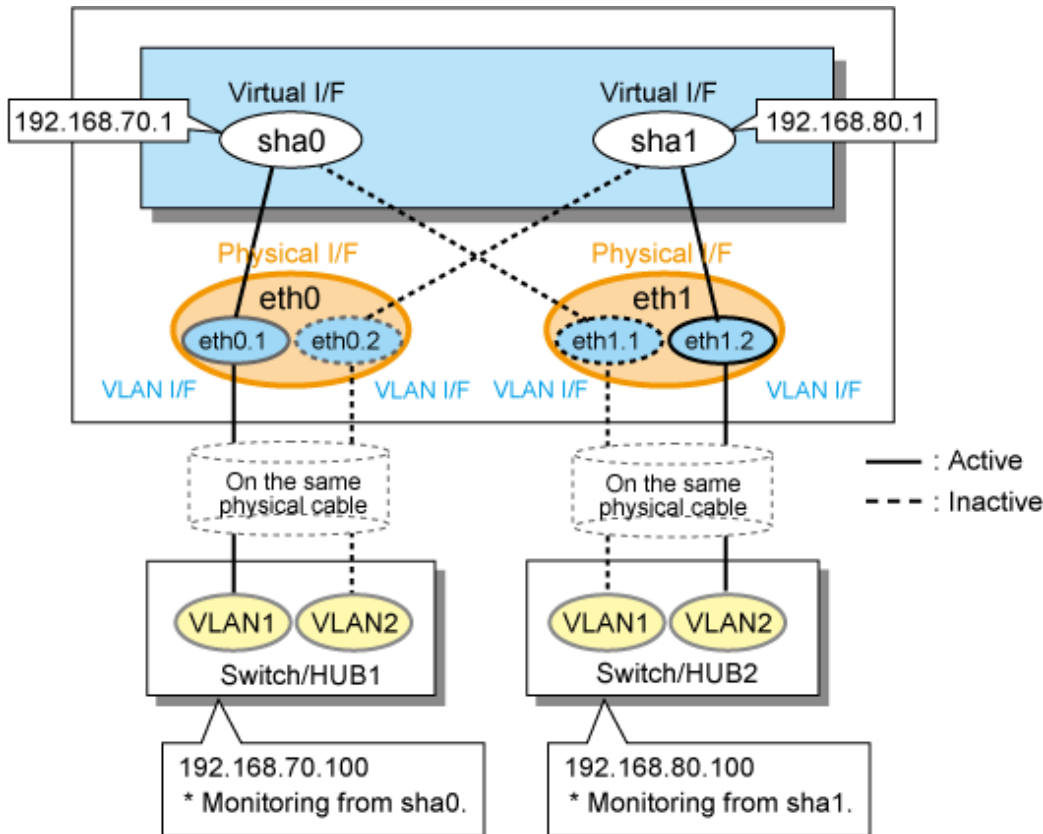 Virtual I/F
Virtual I/F
192.168.70.1
sha0
sha1
192.168.80.1
Physical I/F
Physical I/F
eth0
eth1
eth0.1
eth0.2
eth1.1
eth1.2
VLAN I/F
VLAN I/F
VLAN I/F
VLAN I/F
On the same
physical cable
On the same
physical cable
: Active
: Inactive
VLAN1
VLAN2
VLAN1
VLAN2
Switch/HUB1
Switch/HUB2
192.168.70.100
* Monitoring from sha0.
192.168.80.100
* Monitoring from sha1.